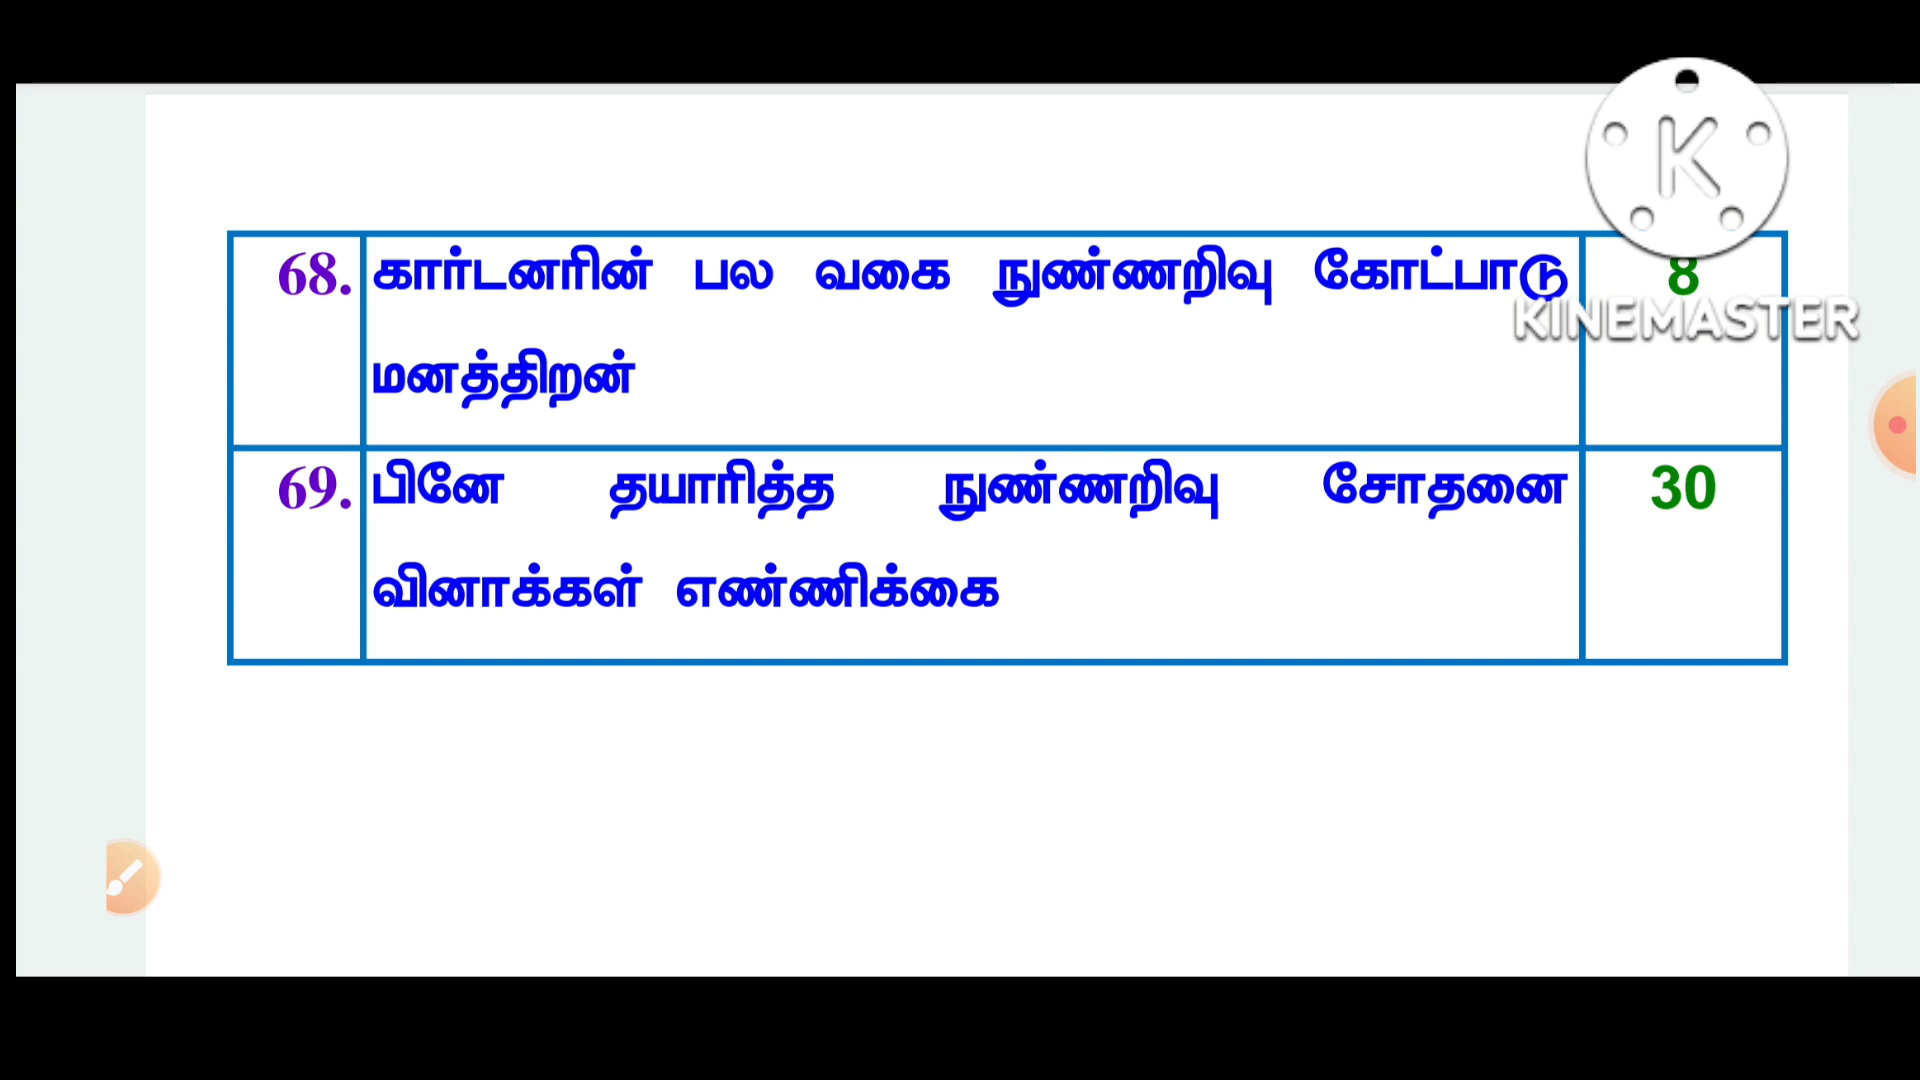 68. கார்டனரின் பல வகை நுண்ணறிவு கோட்பாடு 8
மனத்திறன்
69. பினே தயாரித்த நுண்ணறிவு சோதனை 30
வினாக்கள் எண்ணிக்கை
K
KINEMASTER